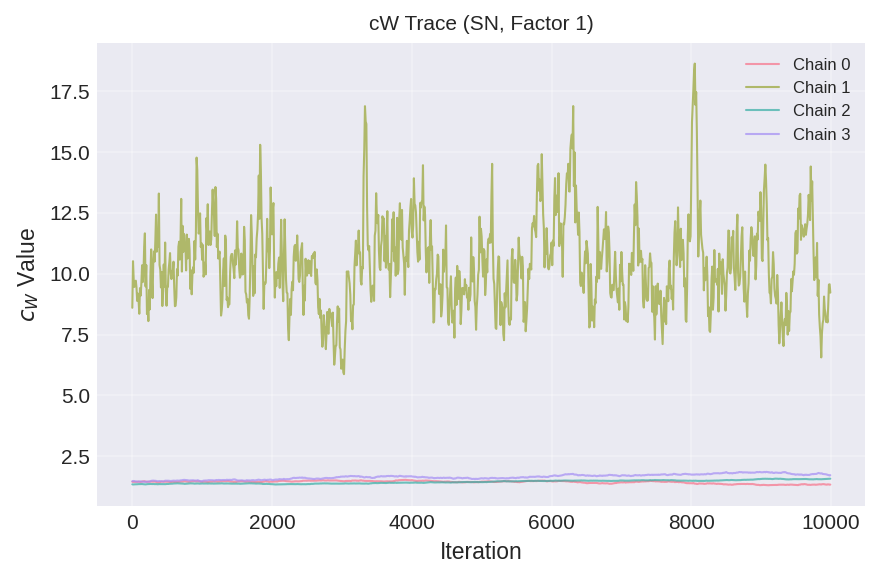 cW Trace (SN, Factor 1)
Chain 0
Chain 1
Chain 2
Chain 3
17.5
15.0
12.5
10.0
7.5
5.0
2.5
c_W Value
0 2000 4000 6000 8000 10000
Iteration